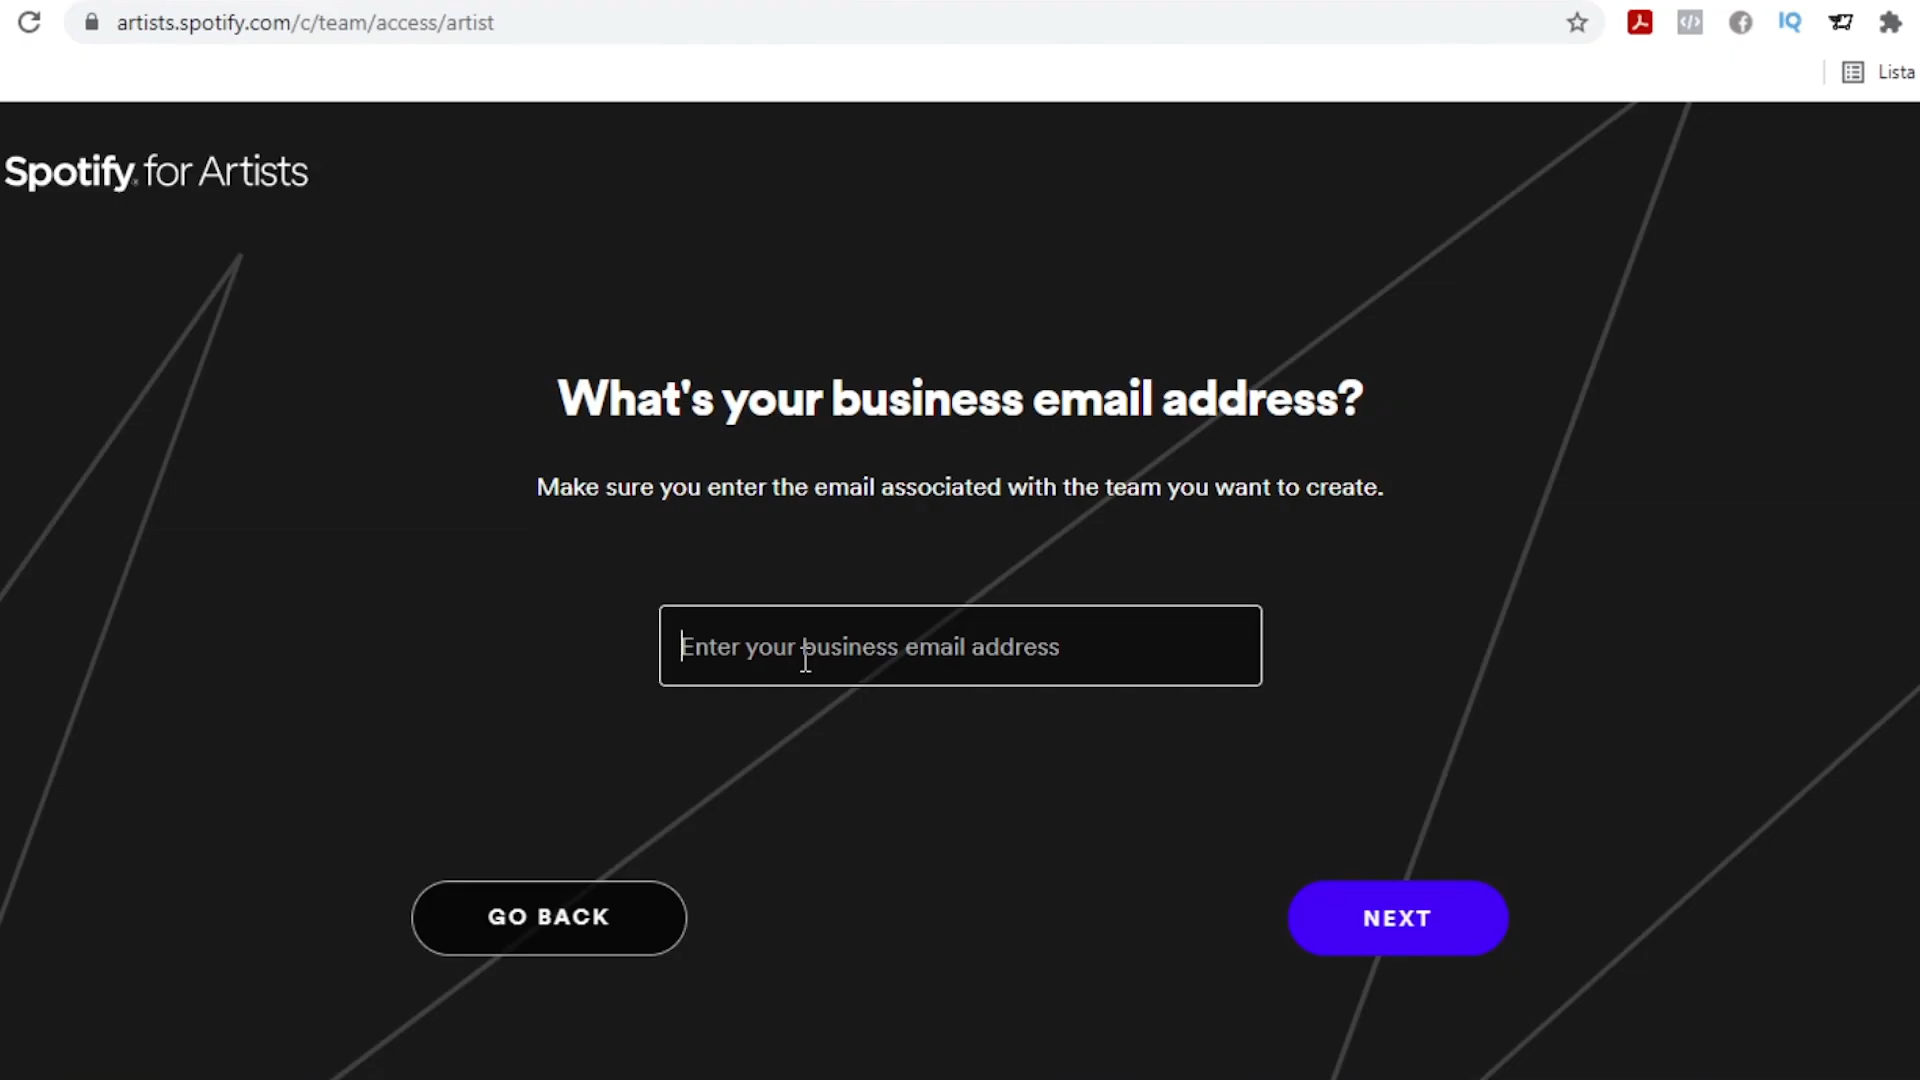 artists.spotify.com/c/team/access/artist
IQ
Lista
Spotify for Artists
What's your business email address?
Make sure you enter the email associated with the team you want to create.
Enter your business email address
GO BACK
NEXT